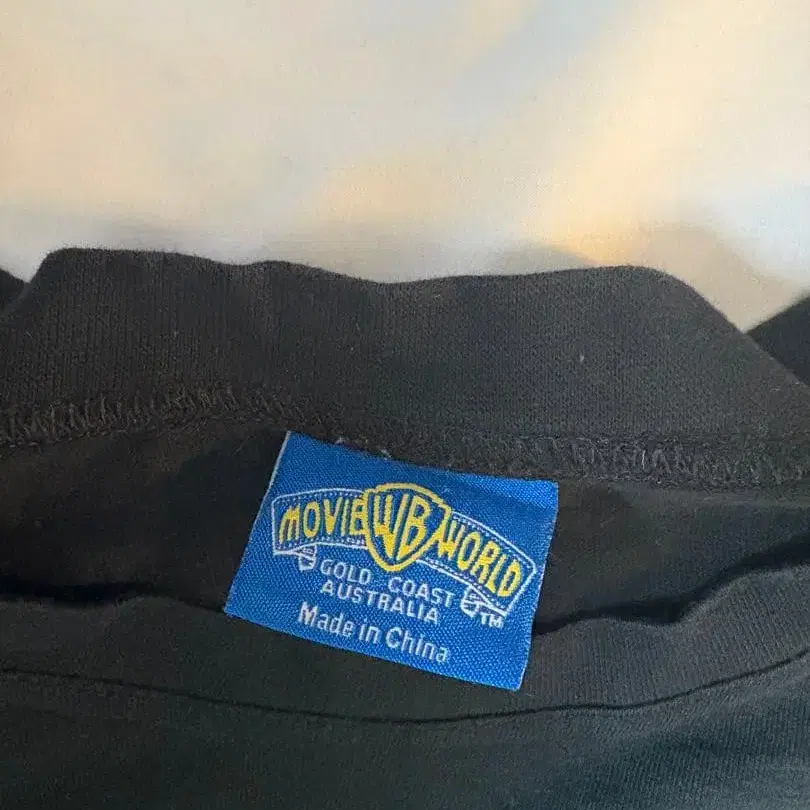 MOVIE WB WORLD
GOLD COAST
AUSTRALIA TM
Made in China